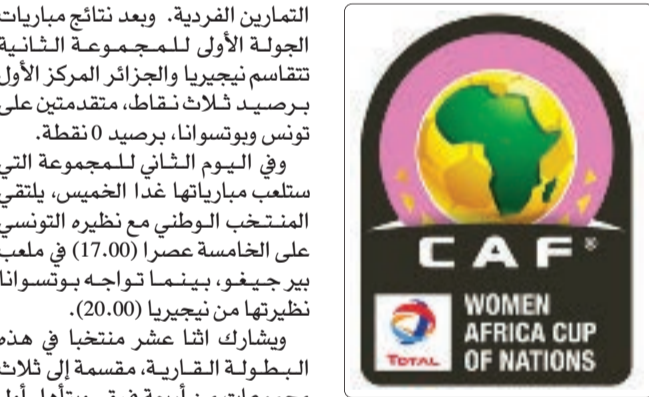 التمارين الفردية. وبعد نتائج مباريات
الجولة الأولى للمجموعة الثانية
تتقاسم نيجيريا والجزائر المركز الأول
برصيد ثلاث نقاط، متقدمتين على
تونس وبوتسوانا، برصيد 0 نقطة.
وفي اليوم الثاني للمجموعة التي
ستلعب مبارياتها غدا الخميس، يلتقي
المنتخب الوطني مع نظيره التونسي
على الخامسة عصرا (17.00) في ملعب
بير جيغو، بينما تواجه بوتسوانا
نظيرتها من نيجيريا (20.00).
ويشارك اثنا عشر منتخبا في هذه
البطولة القارية، مقسمة إلى ثلاث
CAF®
TOTAL
WOMEN
AFRICA CUP
OF NATIONS